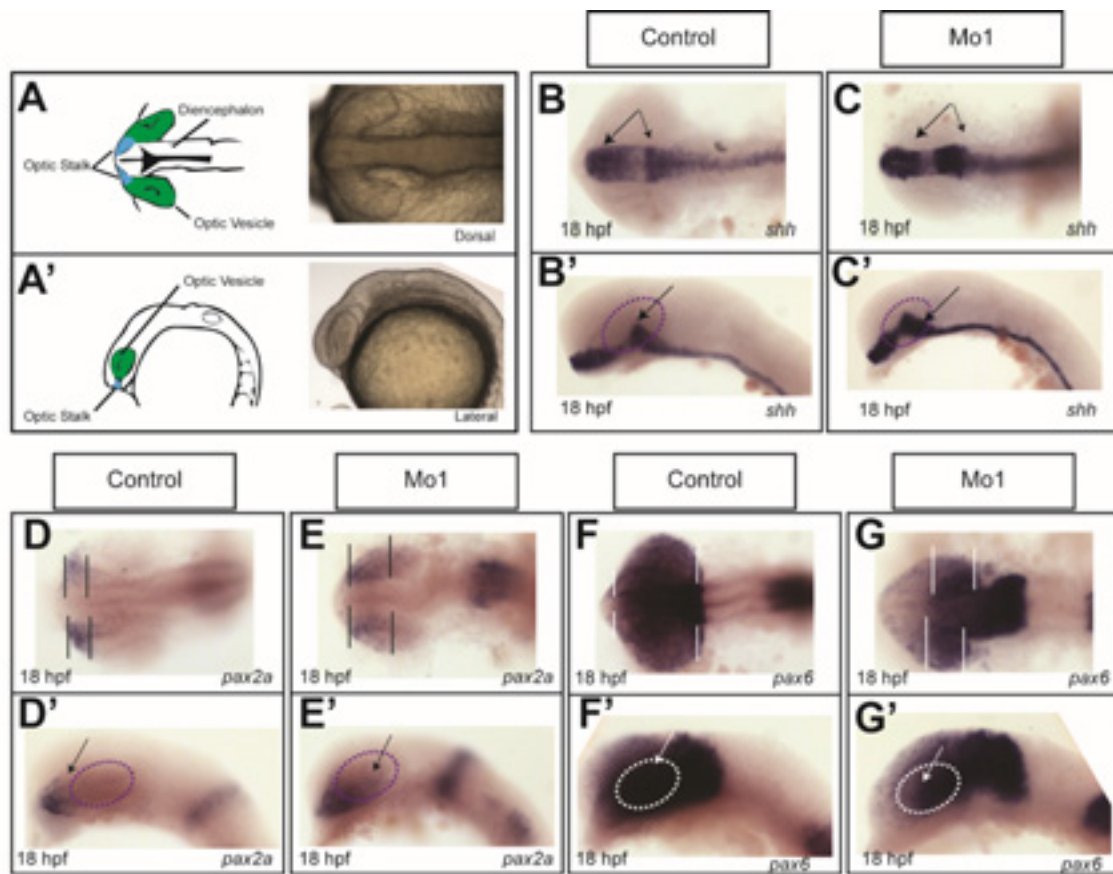 Control
Mo1
A
Diencephalon
Optic Stalk
Optic Vesicle
Dorsal
B
18 hpf
shh
C
18 hpf
shh
A'
Optic Vesicle
Optic Stalk
Lateral
B'
18 hpf
shh
C'
18 hpf
shh
Control
Mo1
Control
Mo1
D
18 hpf
pax2a
E
18 hpf
pax2a
F
18 hpf
pax6
G
18 hpf
pax6
D'
18 hpf
pax2a
E'
18 hpf
pax2a
F'
18 hpf
pax6
G'
18 hpf
pax6